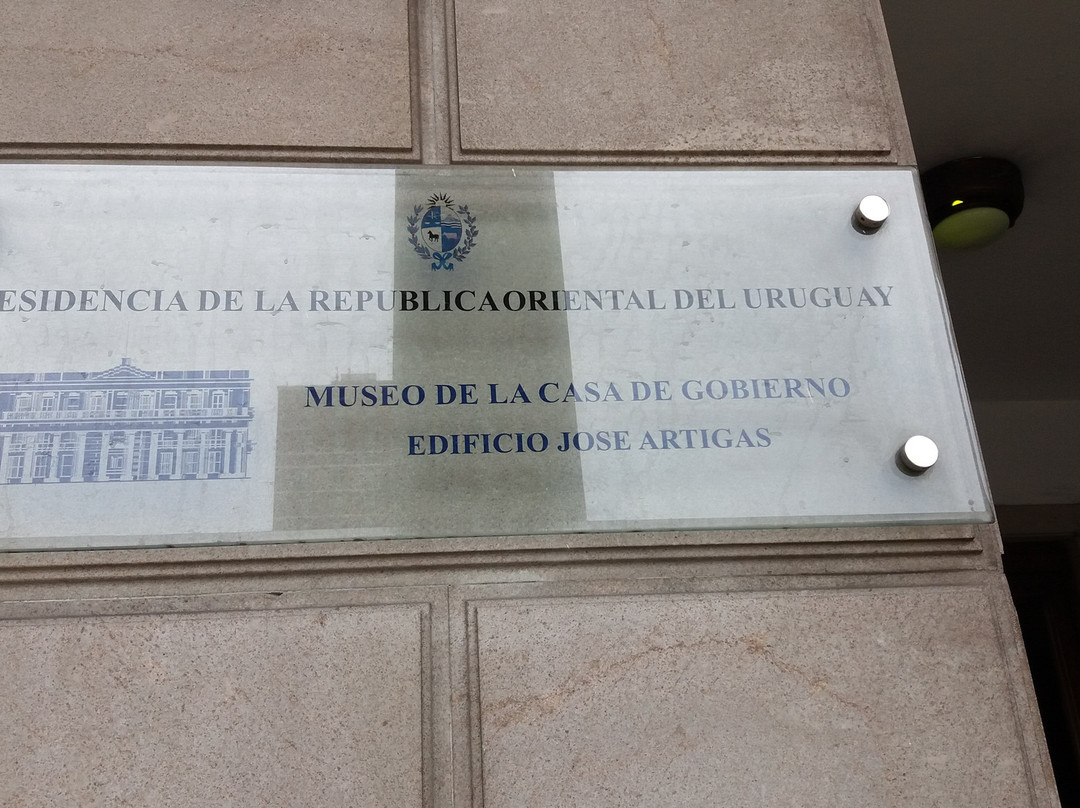 ESIDENCIA DE LA REPUBLICA ORIENTAL DEL URUGUAY
MUSEO DE LA CASA DE GOBIERNO
EDIFICIO JOSE ARTIGAS